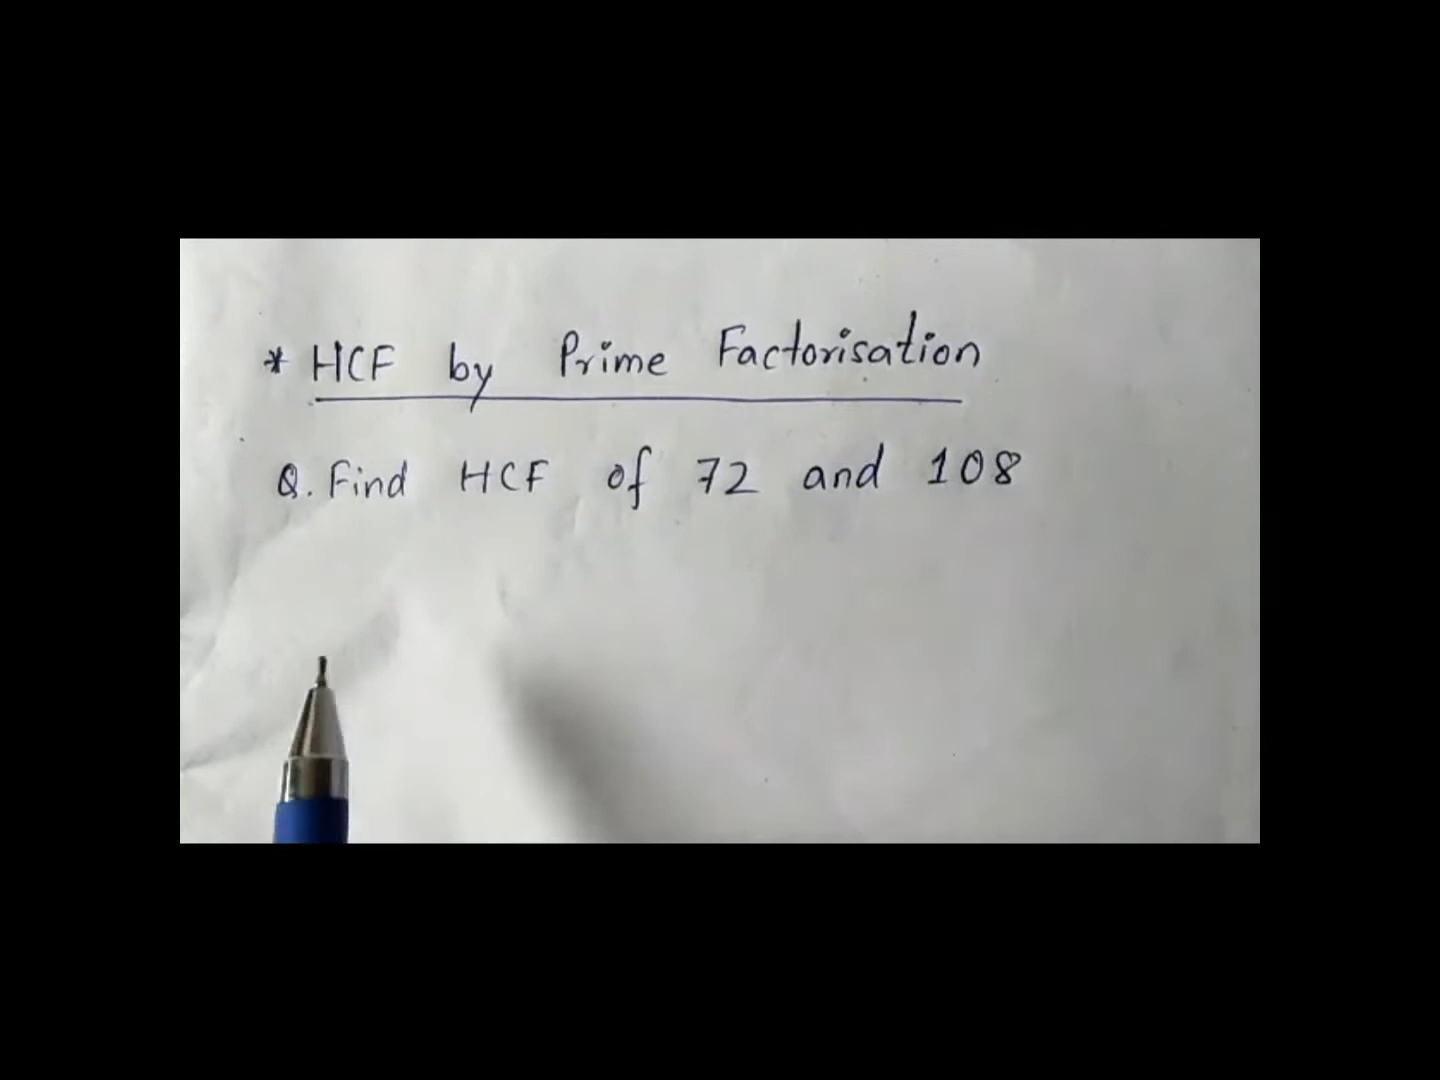 * HCF by Prime Factorisation
Q. Find HCF of 72 and 108